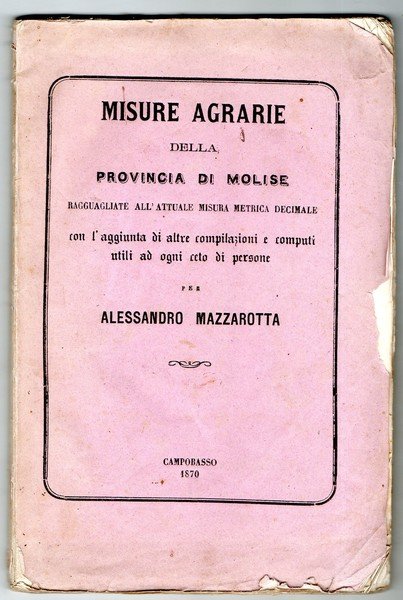 MISURE AGRARIE
DELLA
PROVINCIA DI MOLISE
RAGGUAGLIATE ALL'ATTUALE MISURA METRICA DECIMALE
con l'aggiunta di altre compilazioni e computi
utili ad ogni ceto di persone
PER
ALESSANDRO MAZZAROTTA
CAMPOBASSO
1870